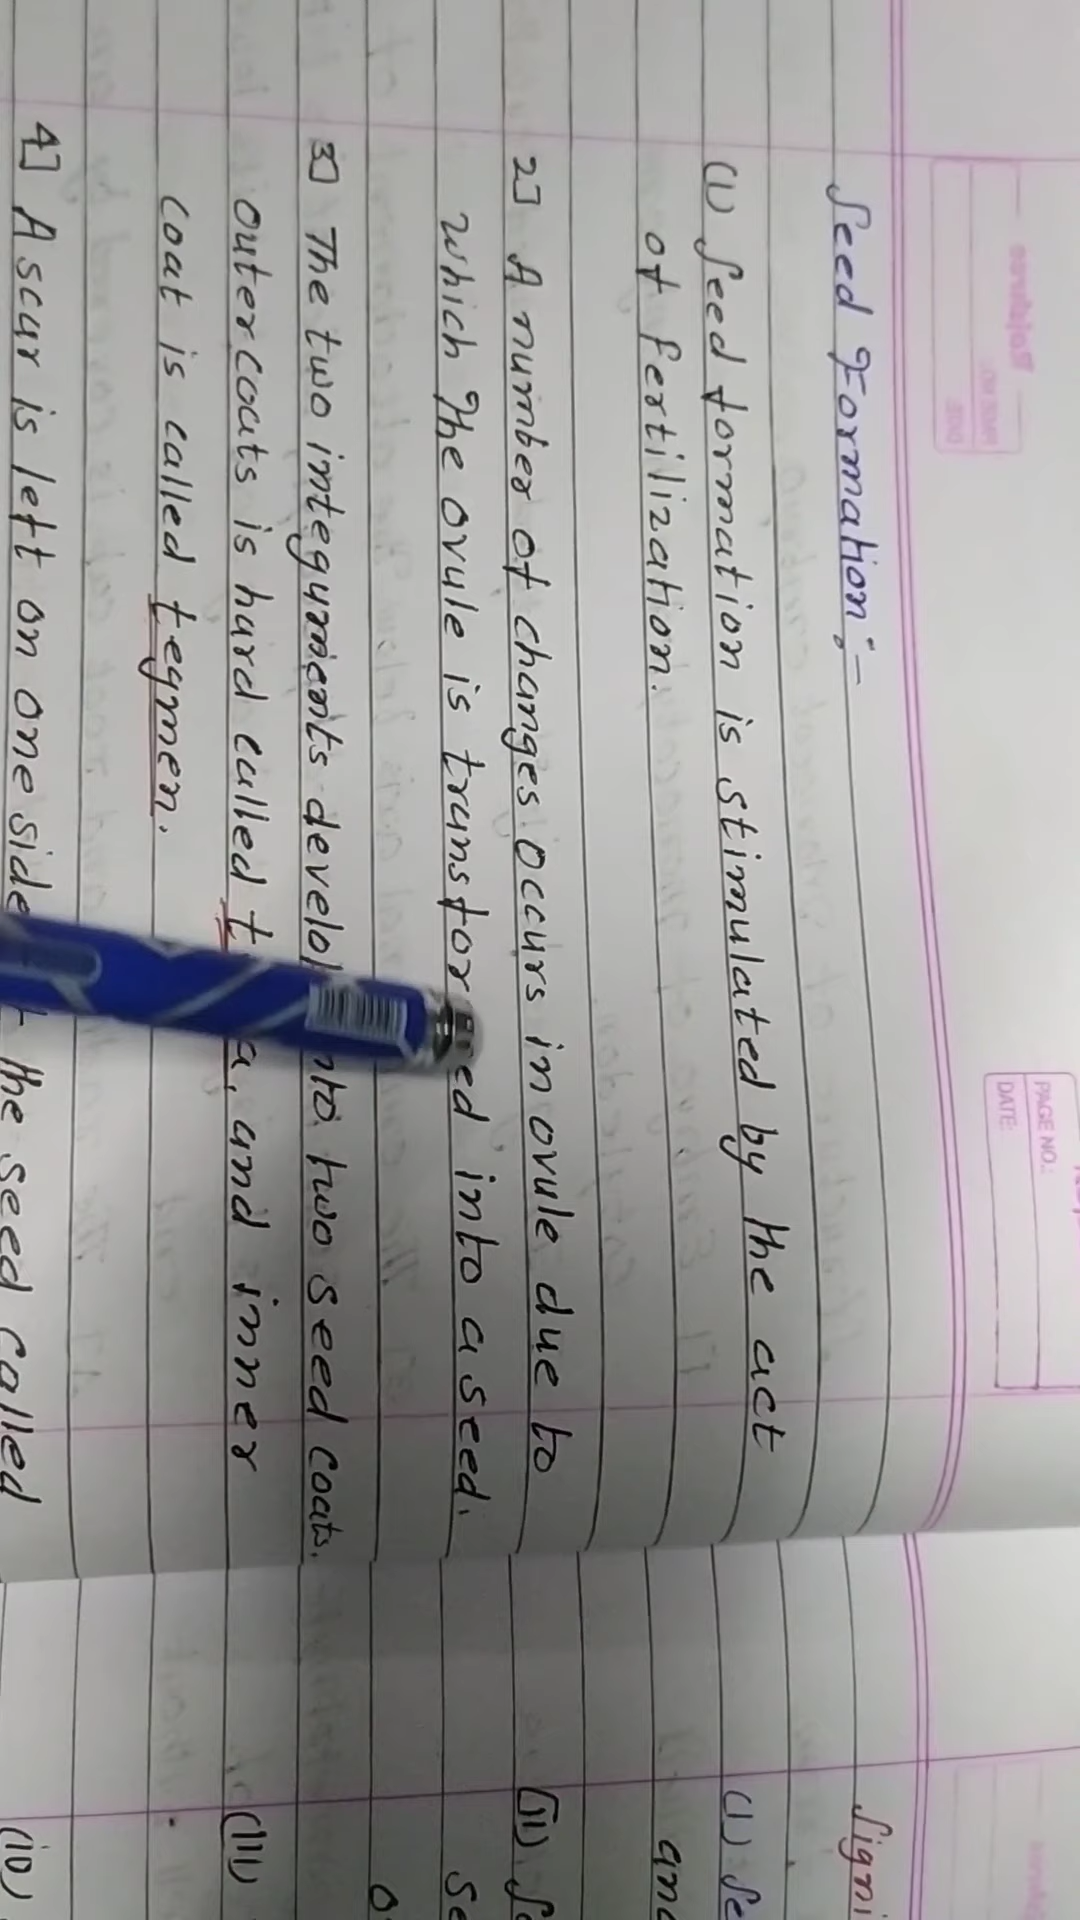 PAGE NO.:
DATE:
Seed Formation:-
(1) Seed formation is stimulated by the act
of fertilization.
2] A number of changes occurs in ovule due to
which the ovule is transfor ed into a seed.
3] The two integuments develo nto two seed coats.
outer coats is hard called t a, and inner
coat is called tegmen.
4] A scar is left on one side the seed called
Signi
(I) Se
and
(ii)
(III)
(iv)